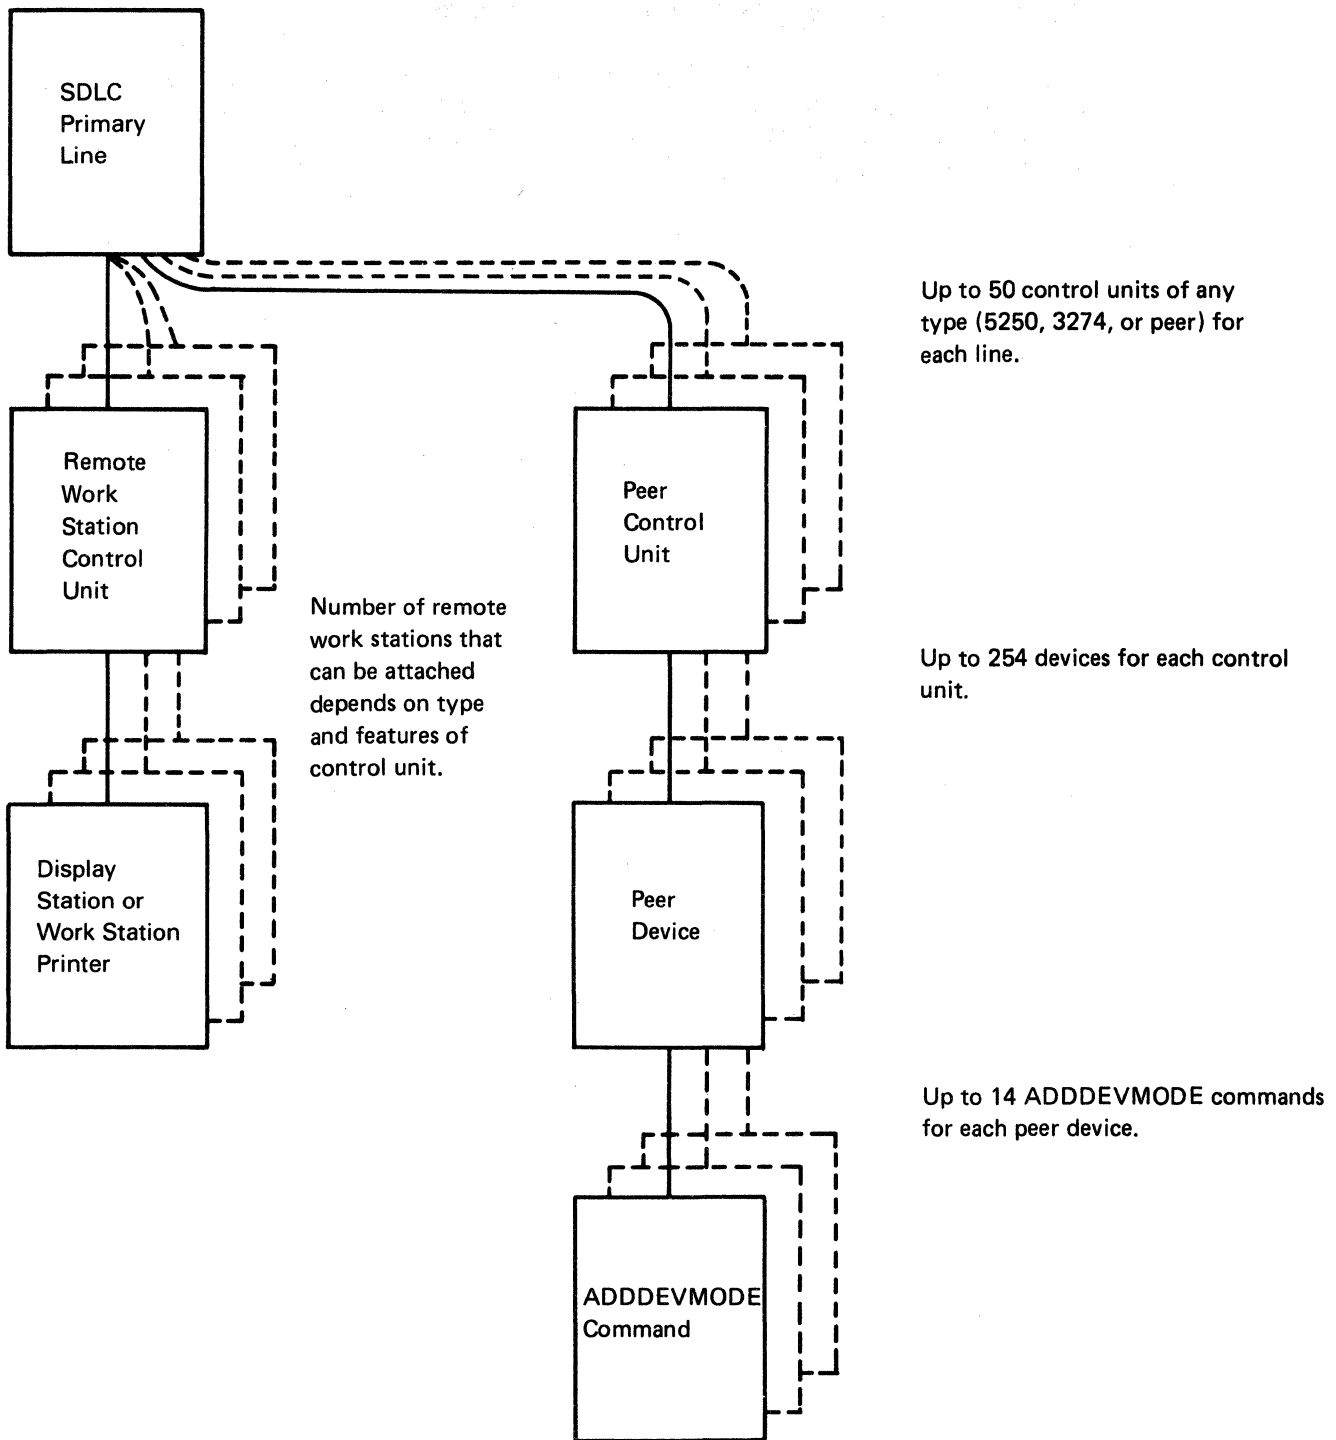 SDLC
Primary
Line
Up to 50 control units of any
type (5250, 3274, or peer) for
each line.
Remote
Work
Station
Control
Unit
Peer
Control
Unit
Number of remote
work stations that
can be attached
depends on type
and features of
control unit.
Up to 254 devices for each control
unit.
Display
Station or
Work Station
Printer
Peer
Device
Up to 14 ADDDEVMODE commands
for each peer device.
ADDDEVMODE
Command